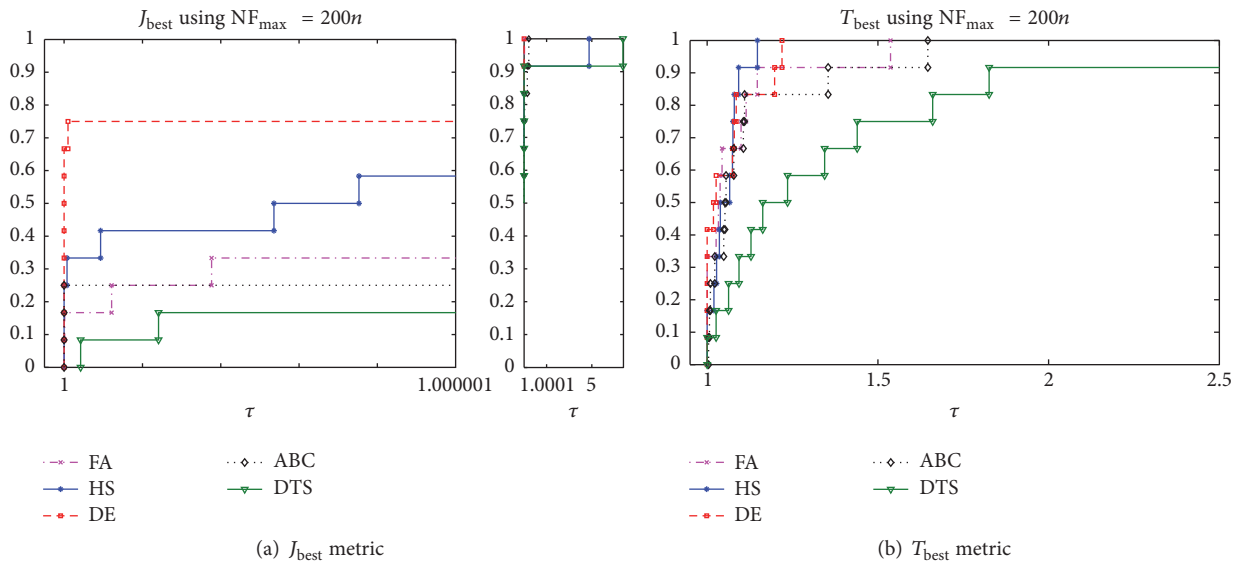 J_best using NF_max = 200n
1
0.9
0.8
0.7
0.6
0.5
0.4
0.3
0.2
0.1
0
1
1.000001
τ
1
0.9
0.8
0.7
0.6
0.5
0.4
0.3
0.2
0.1
0
1.0001
5
τ
FA
HS
DE
ABC
DTS
(a) J_best metric
T_best using NF_max = 200n
1
0.9
0.8
0.7
0.6
0.5
0.4
0.3
0.2
0.1
0
1
1.5
2
2.5
τ
FA
HS
DE
ABC
DTS
(b) T_best metric